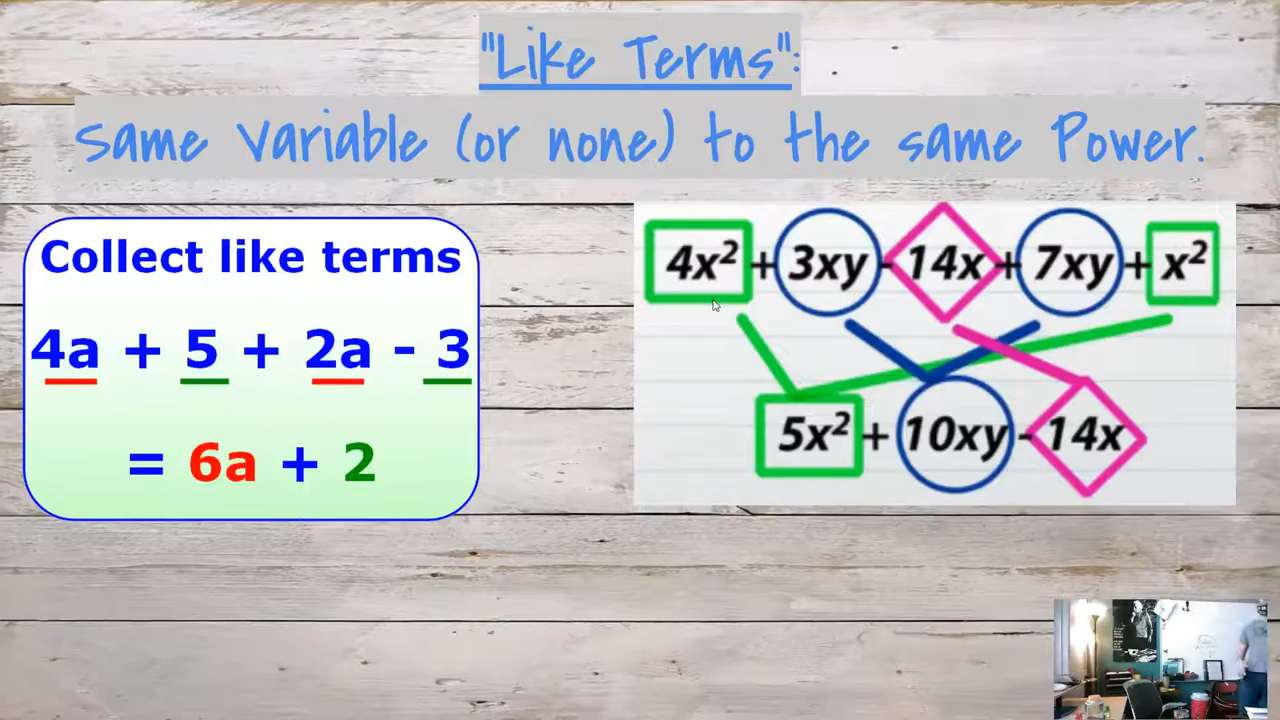 "Like Terms":
Same Variable (or none) to the same Power.
Collect like terms
4a + 5 + 2a - 3
= 6a + 2
4x² + 3xy - 14x + 7xy + x²
5x² + 10xy - 14x